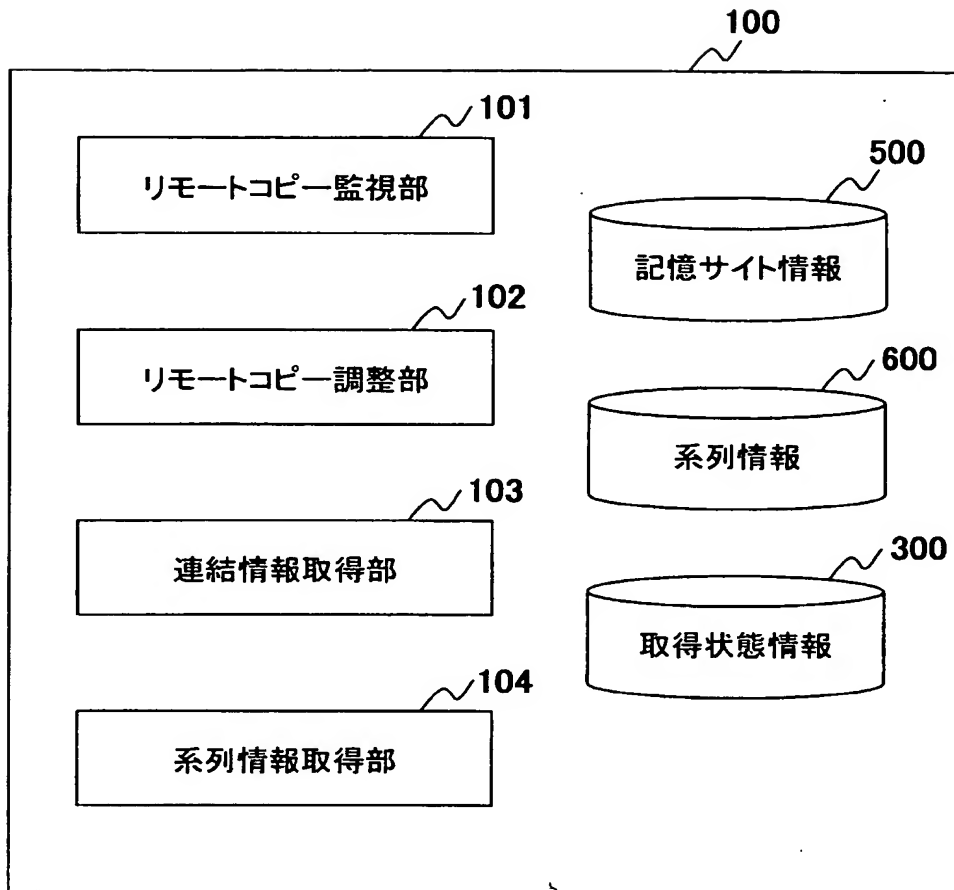 100
101
リモートコピー監視部
500
記憶サイト情報
102
リモートコピー調整部
600
系列情報
103
連結情報取得部
300
取得状態情報
104
系列情報取得部